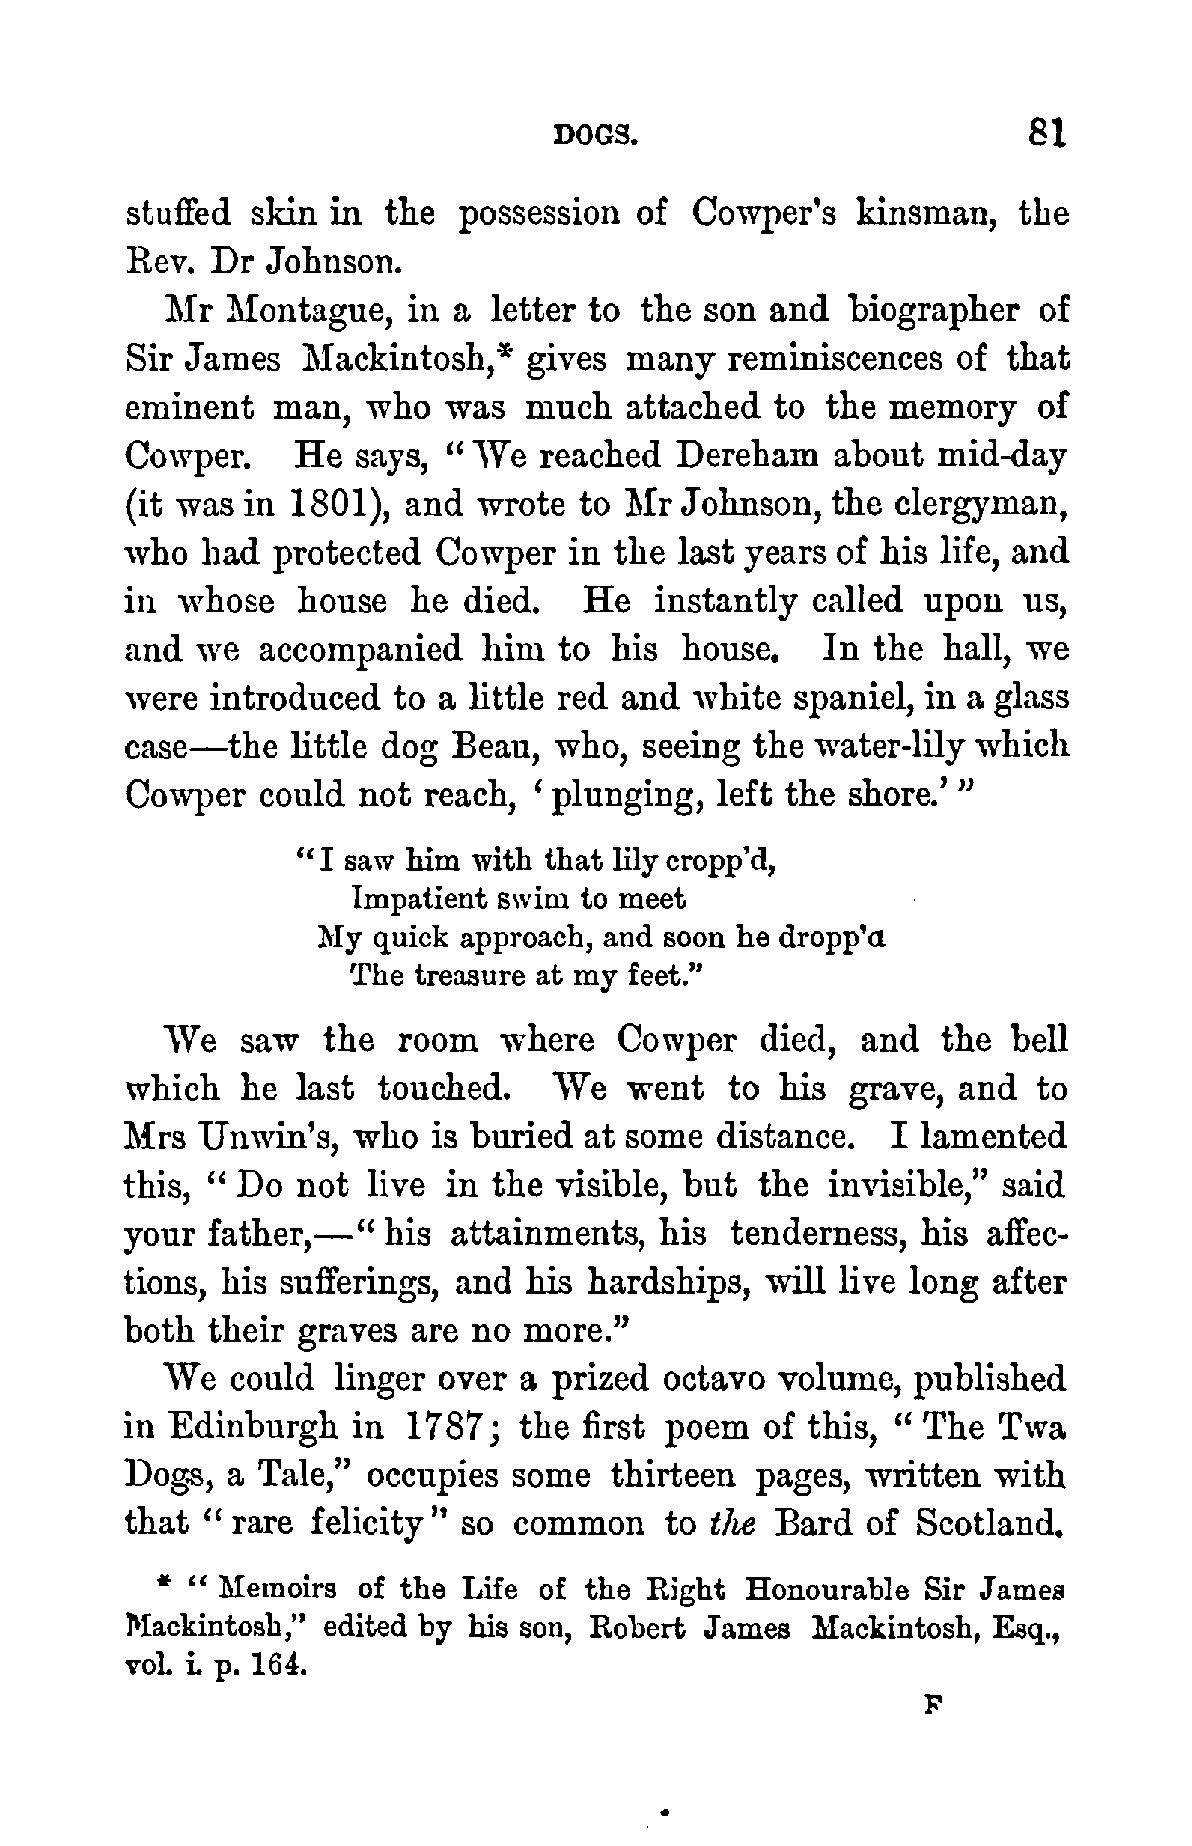 DOGS. 81
stuffed skin in the possession of Cowper's kinsman, the
Rev. Dr Johnson.
Mr Montague, in a letter to the son and biographer of
Sir James Mackintosh,* gives many reminiscences of that
eminent man, who was much attached to the memory of
Cowper. He says, “We reached Dereham about mid-day
(it was in 1801), and wrote to Mr Johnson, the clergyman,
who had protected Cowper in the last years of his life, and
in whose house he died. He instantly called upon us,
and we accompanied him to his house. In the hall, we
were introduced to a little red and white spaniel, in a glass
case—the little dog Beau, who, seeing the water-lily which
Cowper could not reach, ‘plunging, left the shore.’”
“I saw him with that lily cropp'd,
Impatient swim to meet
My quick approach, and soon he dropp'd
The treasure at my feet.”
We saw the room where Cowper died, and the bell
which he last touched. We went to his grave, and to
Mrs Unwin's, who is buried at some distance. I lamented
this, “Do not live in the visible, but the invisible,” said
your father,—“his attainments, his tenderness, his affec-
tions, his sufferings, and his hardships, will live long after
both their graves are no more.”
We could linger over a prized octavo volume, published
in Edinburgh in 1787; the first poem of this, “The Twa
Dogs, a Tale,” occupies some thirteen pages, written with
that “rare felicity” so common to the Bard of Scotland.
* “Memoirs of the Life of the Right Honourable Sir James
Mackintosh,” edited by his son, Robert James Mackintosh, Esq.,
vol. i. p. 164.
F